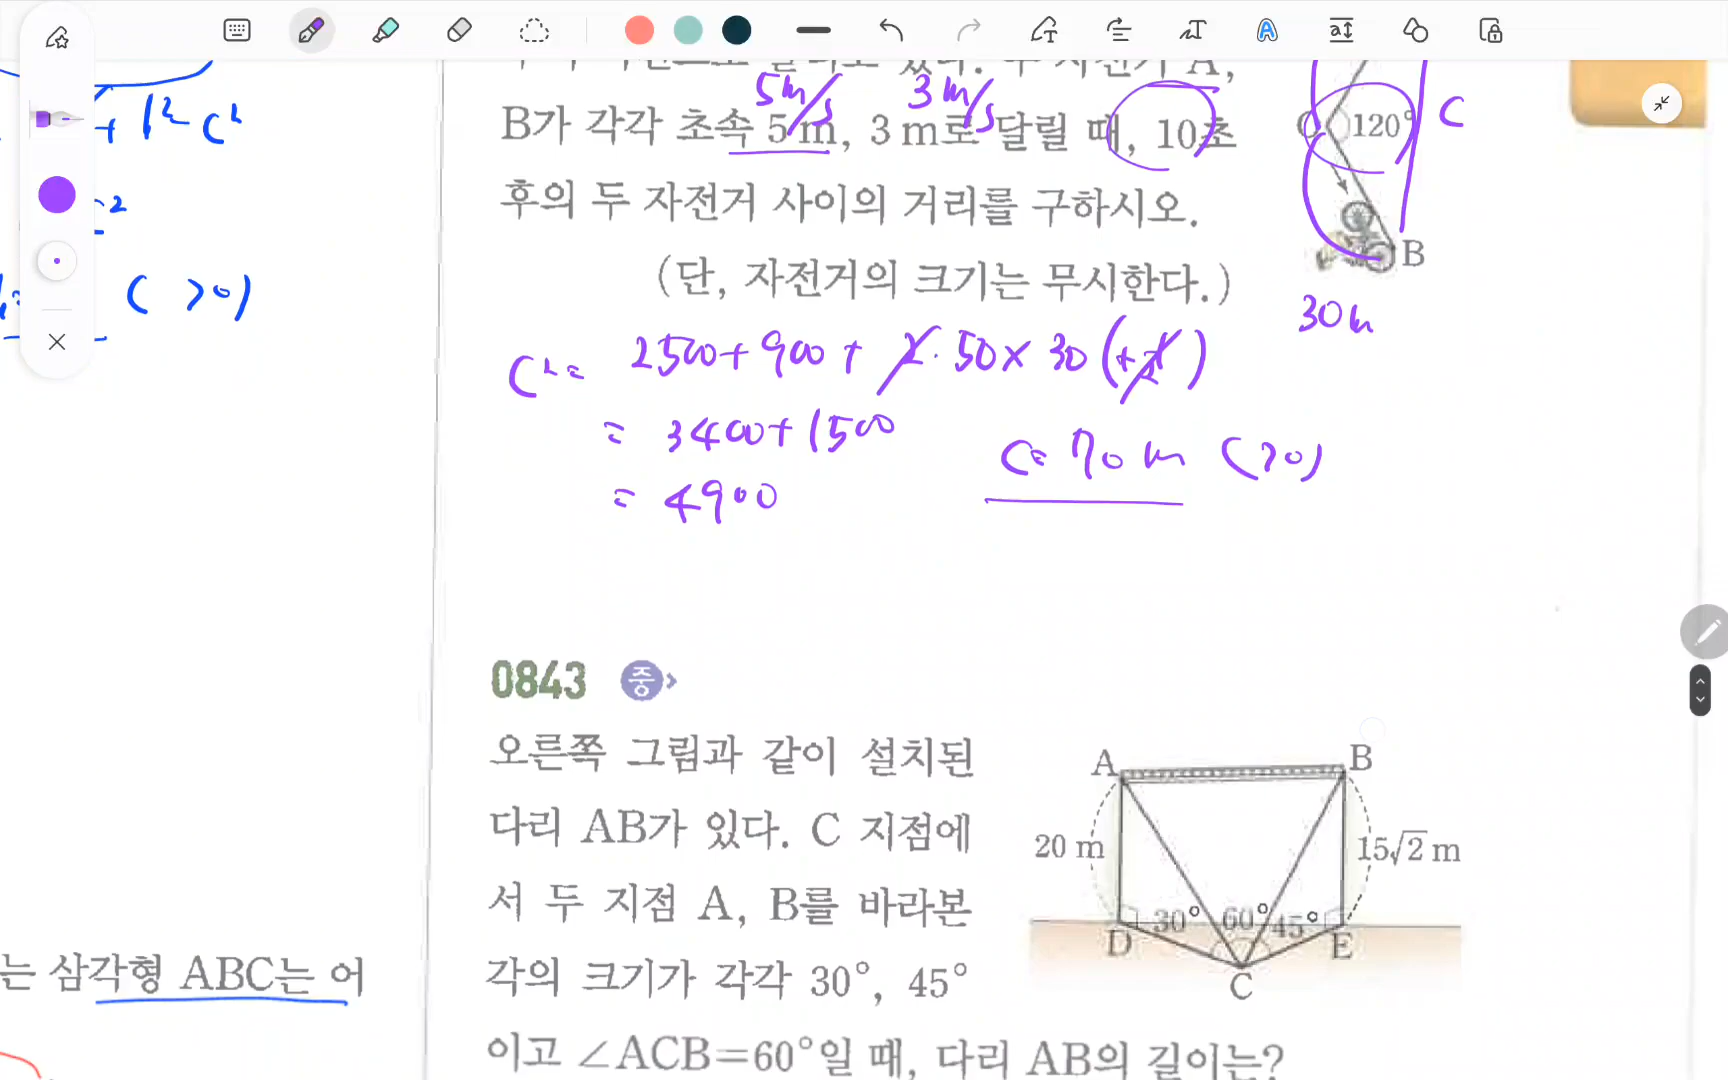 1² c²
( >0)
는 삼각형 ABC는 어
5m/s 3m/s
B가 각각 초속 5 m, 3 m로 달릴 때, 10초
후의 두 자전거 사이의 거리를 구하시오.
(단, 자전거의 크기는 무시한다.)
120°
C
B
30m
c² = 2500+900+ 2·50×30(+
= 3400+1500
= 4900
c= 70 m (>0)
0843 중
오른쪽 그림과 같이 설치된
다리 AB가 있다. C 지점에
서 두 지점 A, B를 바라본
각의 크기가 각각 30°, 45°
이고 ∠ACB=60°일 때, 다리 AB의 길이는?
A B
20 m 15√2 m
30° 60° 45°
D E
C